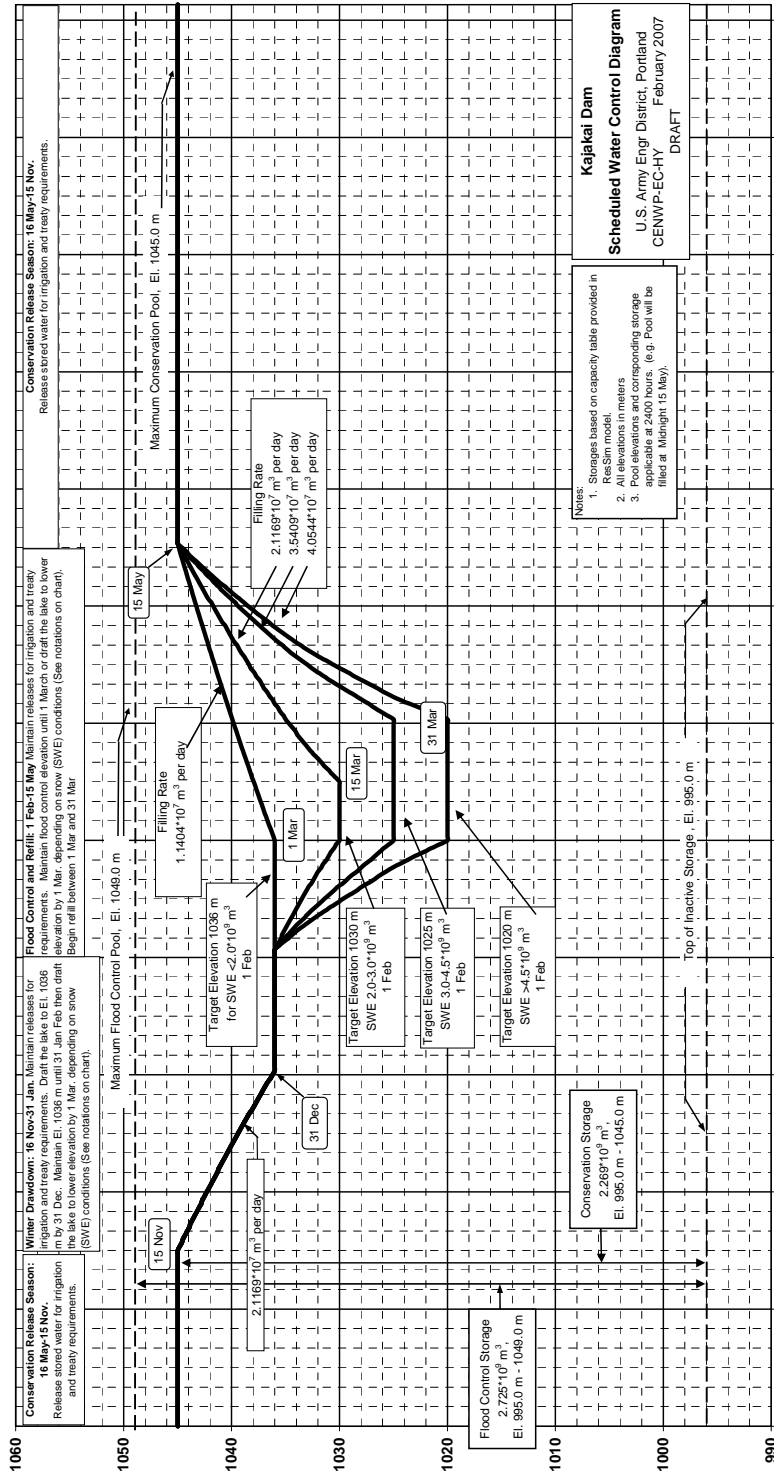 Conservation Release Season:
16 May-15 Nov.
Release stored water for irrigation
and treaty requirements.
Winter Drawdown: 16 Nov-31 Jan. Maintain releases for
irrigation and treaty requirements. Draft the lake to El. 1036
m by 31 Dec. Maintain El. 1036 m until 31 Jan Feb then draft
the lake to lower elevation by 1 Mar. depending on snow
(SWE) conditions (See notations on chart).
Flood Control and Refill: 1 Feb-15 May Maintain releases for irrigation and treaty
requirements. Maintain flood control elevation until 1 March or draft the lake to lower
elevation by 1 Mar. depending on snow (SWE) conditions (See notations on chart).
Begin refill between 1 Mar and 31 Mar
Conservation Release Season: 16 May-15 Nov.
Release stored water for irrigation and treaty requirements.
Maximum Flood Control Pool, El. 1049.0 m
Maximum Conservation Pool, El. 1045.0 m
15 Nov
2.1169*10⁷ m³ per day
31 Dec
Target Elevation 1036 m
for SWE <2.0*10⁹ m³
1 Feb
Target Elevation 1030 m
SWE 2.0-3.0*10⁹ m³
1 Feb
Target Elevation 1025 m
SWE 3.0-4.5*10⁹ m³
1 Feb
Target Elevation 1020 m
SWE >4.5*10⁹ m³
1 Feb
Filling Rate
1.1404*10⁷ m³ per day
1 Mar
15 Mar
31 Mar
15 May
Filling Rate
2.1169*10⁷ m³ per day
3.5409*10⁷ m³ per day
4.0544*10⁷ m³ per day
Flood Control Storage
2.725*10⁹ m³,
El. 995.0 m - 1049.0 m
Conservation Storage
2.269*10⁹ m³,
El. 995.0 m - 1045.0 m
Top of Inactive Storage , El. 995.0 m
Notes:
1. Storages based on capacity table provided in
ResSim model.
2. All elevations in meters
3. Pool elevations and corrsponding storage
applicable at 2400 hours. (e.g. Pool will be
filled at Midnight 15 May).
Kajakai Dam
Scheduled Water Control Diagram
U.S. Army Engr District, Portland
CENWP-EC-HY February 2007
DRAFT
1060
1050
1040
1030
1020
1010
1000
990